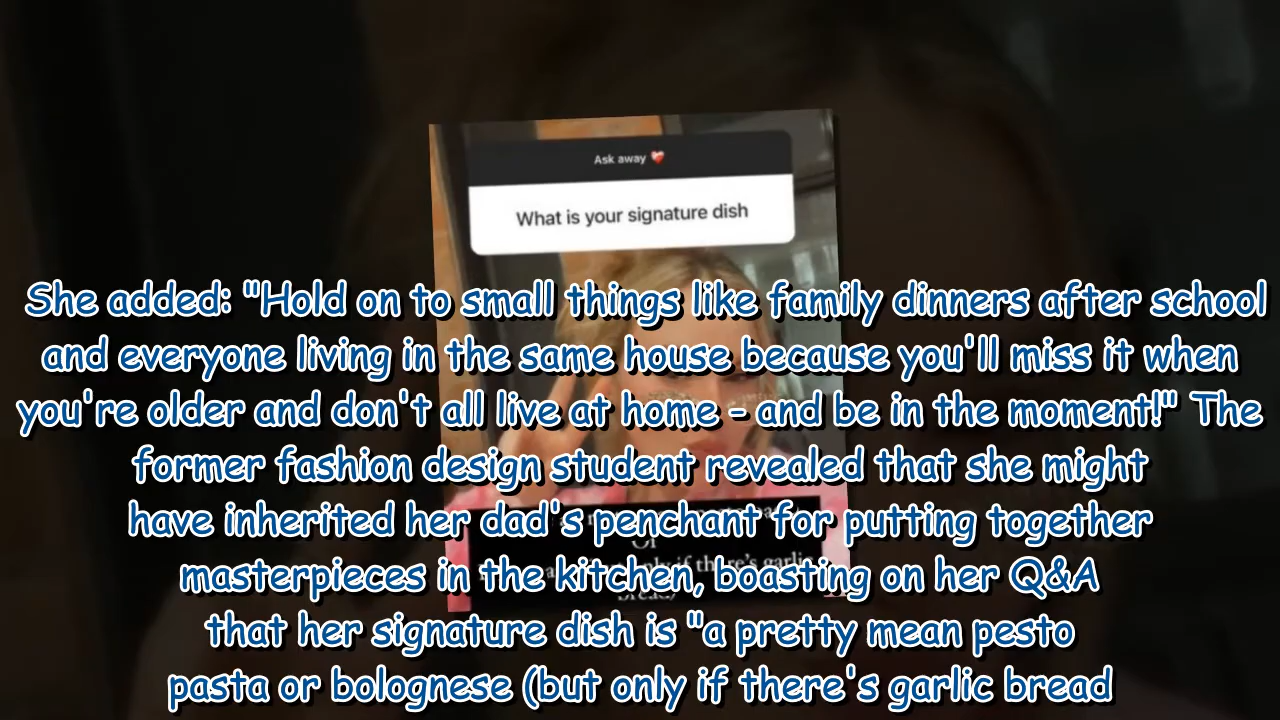 Ask away
What is your signature dish
She added: "Hold on to small things like family dinners after school
and everyone living in the same house because you'll miss it when
you're older and don't all live at home - and be in the moment!" The
former fashion design student revealed that she might
have inherited her dad's penchant for putting together
masterpieces in the kitchen, boasting on her Q&A
that her signature dish is "a pretty mean pesto
pasta or bolognese (but only if there's garlic bread